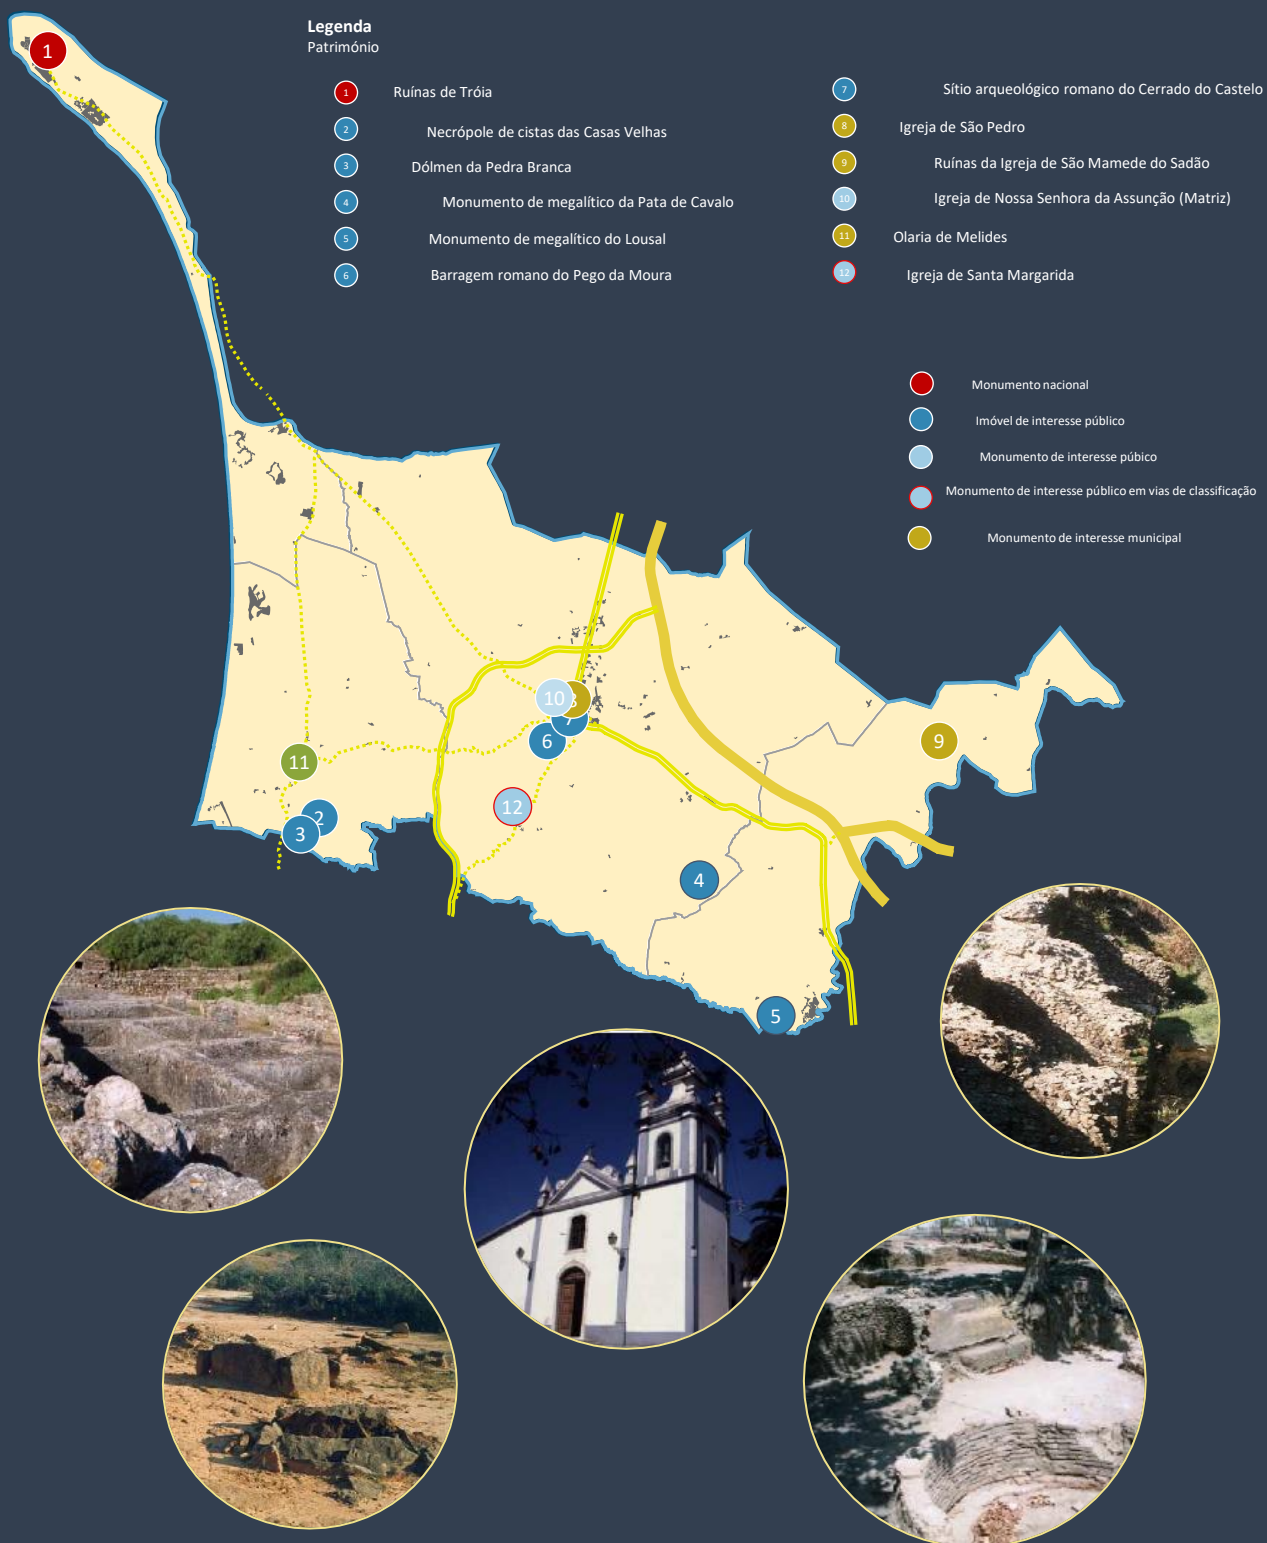 Legenda
Património
1 Ruínas de Tróia
2 Necrópole de cistas das Casas Velhas
3 Dólmen da Pedra Branca
4 Monumento de megalítico da Pata de Cavalo
5 Monumento de megalítico do Lousal
6 Barragem romano do Pego da Moura
7 Sítio arqueológico romano do Cerrado do Castelo
8 Igreja de São Pedro
9 Ruínas da Igreja de São Mamede do Sadão
10 Igreja de Nossa Senhora da Assunção (Matriz)
11 Olaria de Melides
12 Igreja de Santa Margarida
Monumento nacional
Imóvel de interesse público
Monumento de interesse púbico
Monumento de interesse público em vias de classificação
Monumento de interesse municipal
1
10
8
7
6
9
11
12
2
3
4
5